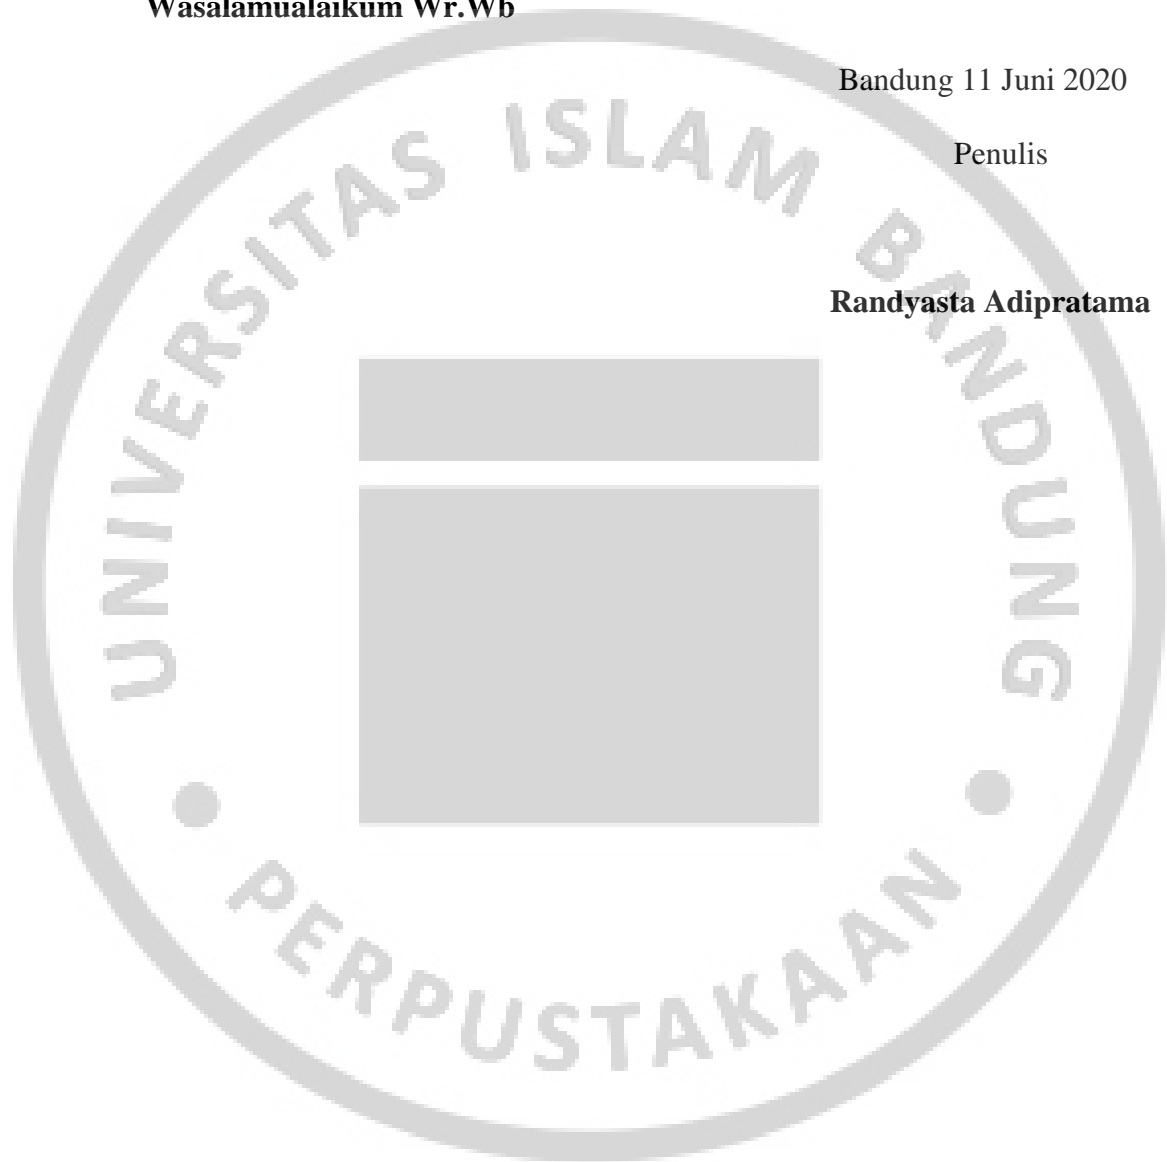 Wasalamualaikum Wr.Wb
Bandung 11 Juni 2020
Penulis
Randyasta Adipratama
UNIVERSITAS ISLAM BANDUNG
PERPUSTAKAAN